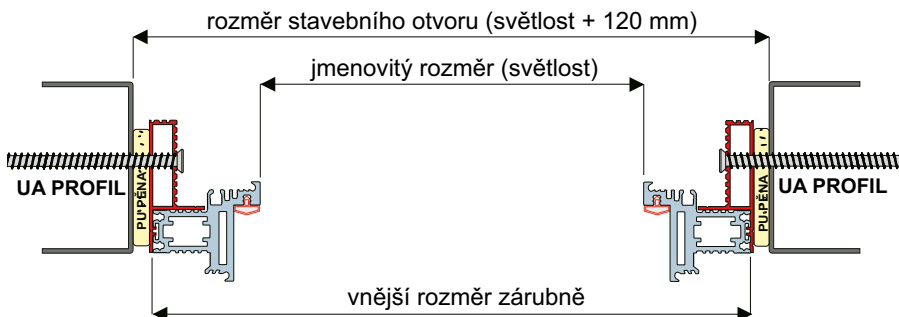 rozměr stavebního otvoru (světlost + 120 mm)
jmenovitý rozměr (světlost)
UA PROFIL
PU PĚNA
PU PĚNA
UA PROFIL
vnější rozměr zárubně